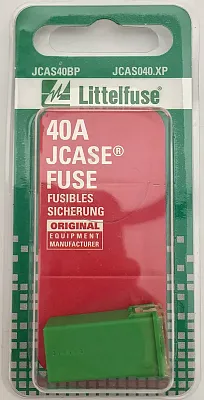 JCAS40BP JCAS040.XP
Littelfuse®
40A
JCASE®
FUSE
FUSIBLES
SICHERUNG
ORIGINAL
EQUIPMENT
MANUFACTURER